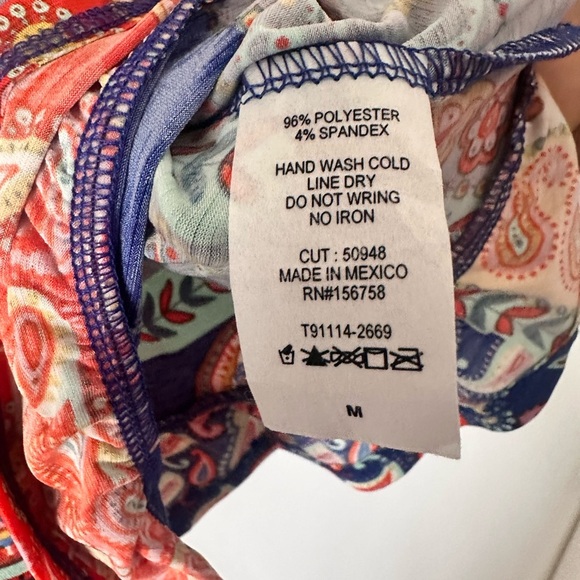 96% POLYESTER
4% SPANDEX
HAND WASH COLD
LINE DRY
DO NOT WRING
NO IRON
CUT : 50948
MADE IN MEXICO
RN#156758
T91114-2669
M